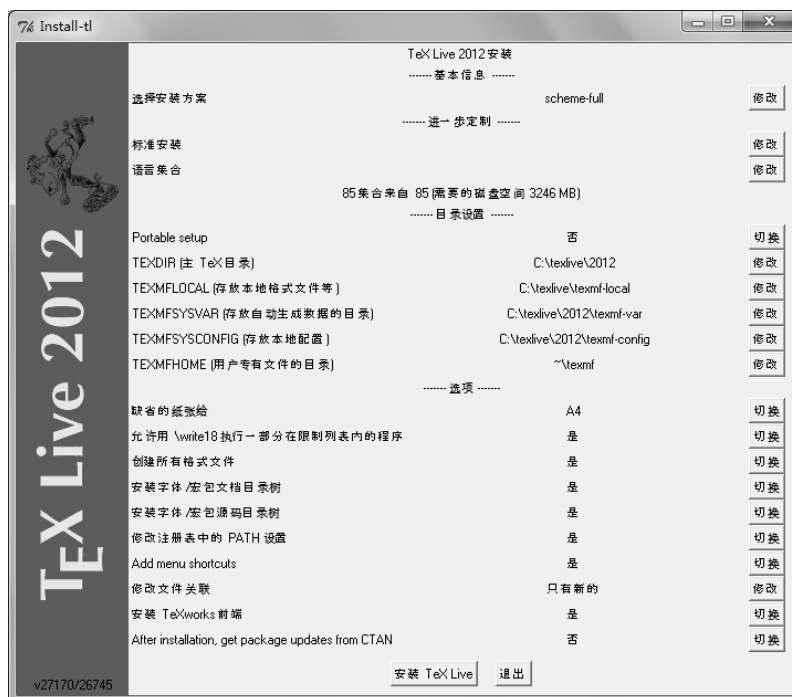 Install-tl
TeX Live 2012
v27170/26745
TeX Live 2012安装
------- 基本信息 -------
选择安装方案 scheme-full 修改
------- 进一步定制 -------
标准安装 修改
语言集合 修改
85集合来自 85 (需要的磁盘空间 3246 MB)
------- 目录设置 -------
Portable setup 否 切换
TEXDIR (主 TeX目录) C:\texlive\2012 修改
TEXMFLOCAL (存放本地格式文件等) C:\texlive\texmf-local 修改
TEXMFSYSVAR (存放自动生成数据的目录) C:\texlive\2012\texmf-var 修改
TEXMFSYSCONFIG (存放本地配置) C:\texlive\2012\texmf-config 修改
TEXMFHOME (用户专有文件的目录) ~\texmf 修改
------- 选项 -------
缺省的纸张给 A4 切换
允许用 \write18 执行一部分在限制列表内的程序 是 切换
创建所有格式文件 是 切换
安装字体/宏包文档目录树 是 切换
安装字体/宏包源码目录树 是 切换
修改注册表中的 PATH 设置 是 切换
Add menu shortcuts 是 切换
修改文件关联 只有新的 修改
安装 TeXworks 前端 是 切换
After installation, get package updates from CTAN 否 切换
安装 TeX Live 退出